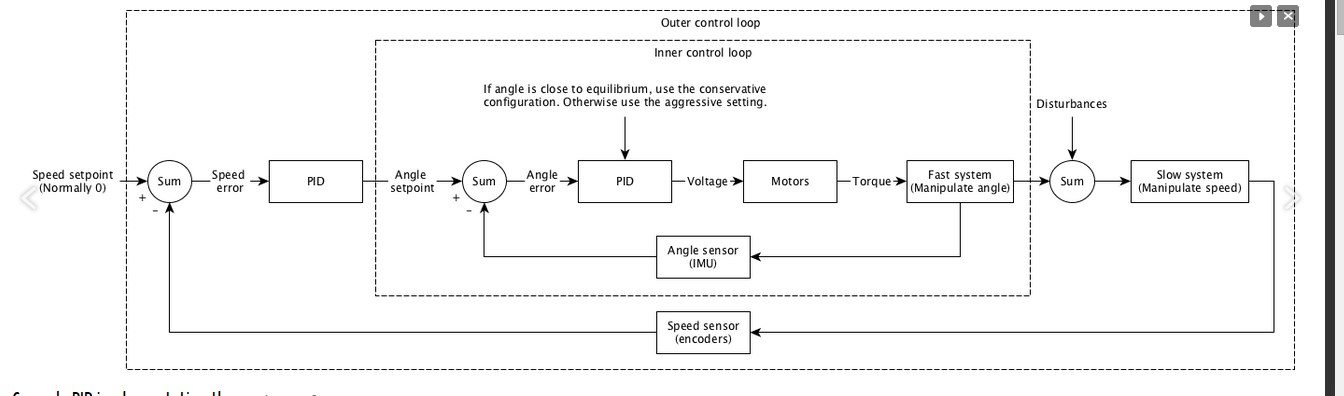 Outer control loop
Inner control loop
If angle is close to equilibrium, use the conservative
configuration. Otherwise use the aggressive setting.
Disturbances
Speed setpoint
(Normally 0)
+
−
Sum
Speed
error
PID
Angle
setpoint
+
−
Sum
Angle
error
PID
Voltage
Motors
Torque
Fast system
(Manipulate angle)
Sum
Slow system
(Manipulate speed)
Angle sensor
(IMU)
Speed sensor
(encoders)